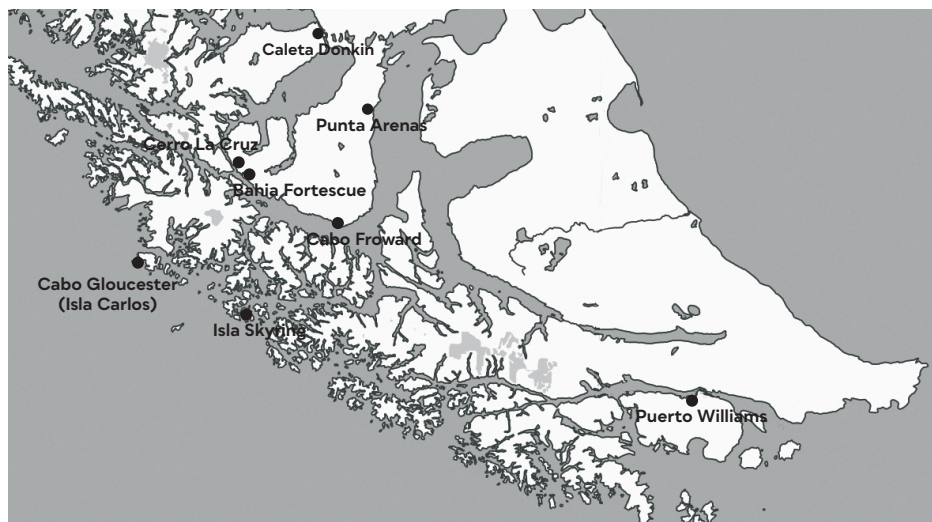 Caleta Donkin
Punta Arenas
Cerro La Cruz
Bahia Fortescue
Cabo Froward
Cabo Gloucester
(Isla Carlos)
Isla Skyring
Puerto Williams